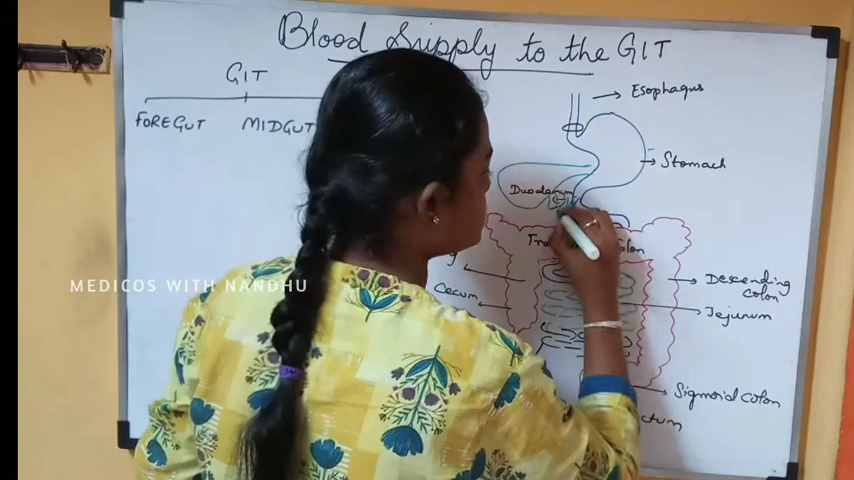 Blood Supply to the GIT
GIT
FOREGUT
MIDGUT
Esophagus
Stomach
Duodenum
Colon
Descending
colon
Cecum
Jejunum
Sigmoid colon
MEDICOS WITH NANDHU